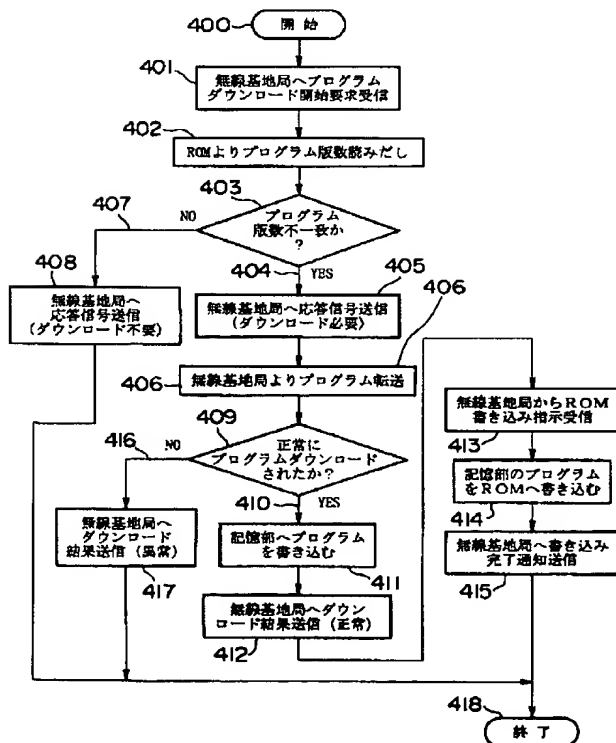 400
開 始
401
無線基地局へプログラム
ダウンロード開始要求受信
402
ROMよりプログラム版数読みだし
403
プログラム
版数不一致か
?
407
NO
404
YES
408
無線基地局へ
応答信号送信
(ダウンロード不要)
405
無線基地局へ応答信号送信
(ダウンロード必要)
406
406
無線基地局よりプログラム転送
409
正常に
プログラムダウンロード
されたか?
416
NO
410
YES
無線基地局へ
ダウンロード
結果送信(異常)
417
記憶部へプログラム
を書き込む
411
無線基地局へダウン
ロード結果送信(正常)
412
無線基地局からROM
書き込み指示受信
413
記憶部のプログラム
をROMへ書き込む
414
無線基地局へ書き込み
完了通知送信
415
418
終 了